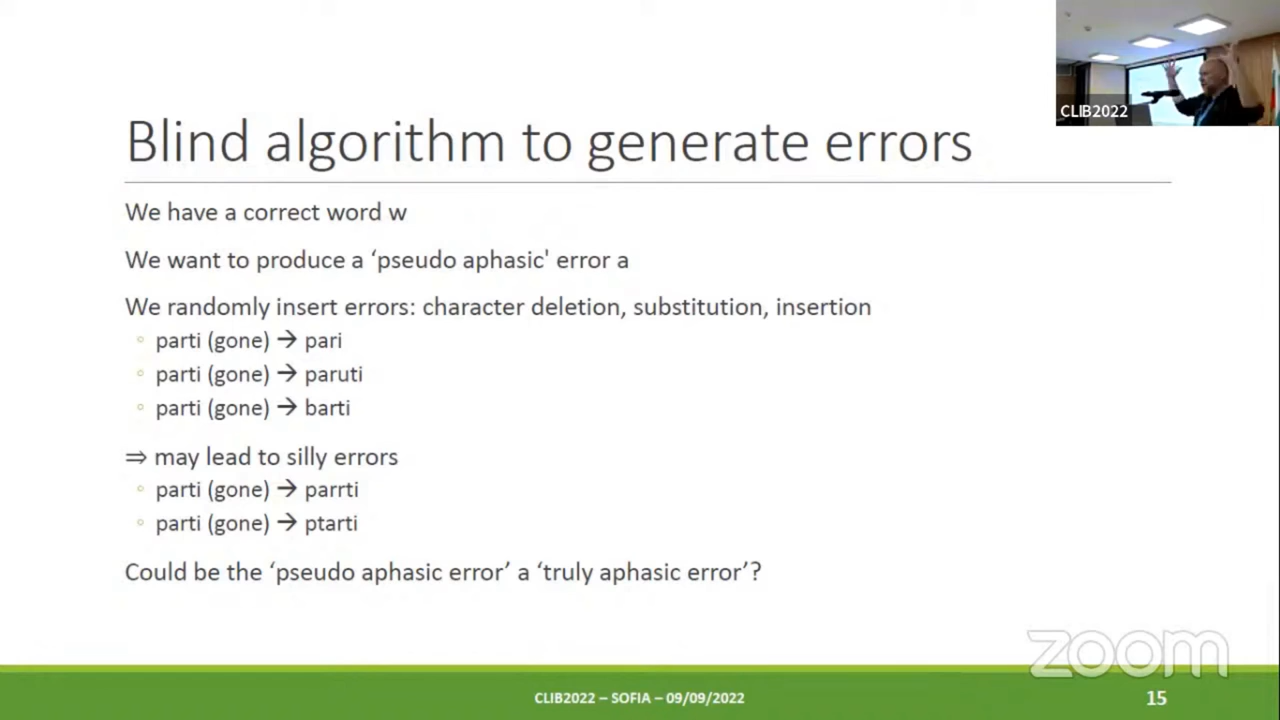 CLIB2022
Blind algorithm to generate errors
We have a correct word w
We want to produce a ‘pseudo aphasic' error a
We randomly insert errors: character deletion, substitution, insertion
◦ parti (gone) → pari
◦ parti (gone) → paruti
◦ parti (gone) → barti
⇒ may lead to silly errors
◦ parti (gone) → parrti
◦ parti (gone) → ptarti
Could be the ‘pseudo aphasic error’ a ‘truly aphasic error’?
zoom
CLIB2022 – SOFIA – 09/09/2022
15